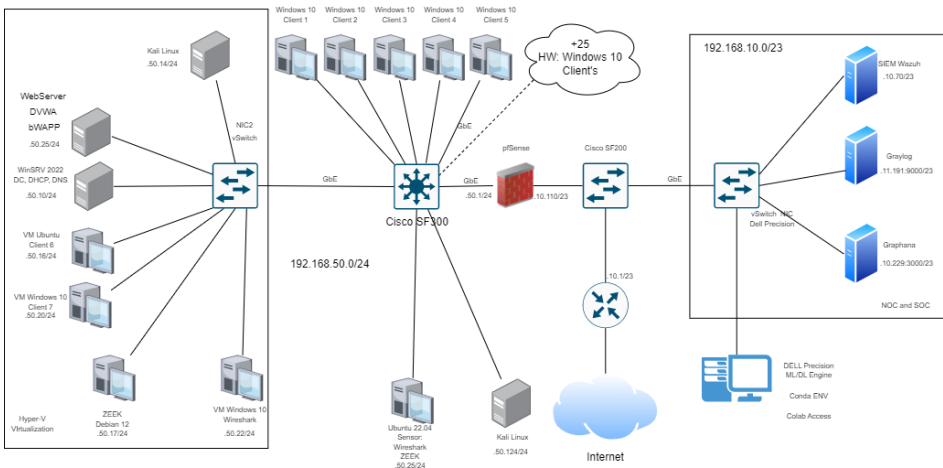 Kali Linux
.50.14/24
WebServer
DVWA
bWAPP
.50.25/24
WinSRV 2022
DC, DHCP, DNS
.50.10/24
VM Ubuntu
Client 6
.50.16/24
VM Windows 10
Client 7
.50.20/24
Hyper-V
VIrtualization
ZEEK
Debian 12
.50.17/24
VM Windows 10
Wireshark
.50.22/24
NIC2
vSwitch
GbE
192.168.50.0/24
Windows 10
Client 1
Windows 10
Client 2
Windows 10
Client 3
Windows 10
Client 4
Windows 10
Client 5
+25
HW: Windows 10
Client's
GbE
Cisco SF300
GbE
.50.1/24
pfSense
.10.110/23
Cisco SF200
GbE
.10.1/23
Internet
Ubuntu 22.04
Sensor:
Wireshark
ZEEK
.50.25/24
Kali Linux
.50.124/24
192.168.10.0/23
SIEM Wazuh
.10.70/23
Graylog
.11.191:9000/23
Graphana
.10.229:3000/23
vSwitch NIC
Dell Precision
NOC and SOC
DELL Precision
ML/DL Engine
Conda ENV
Colab Access